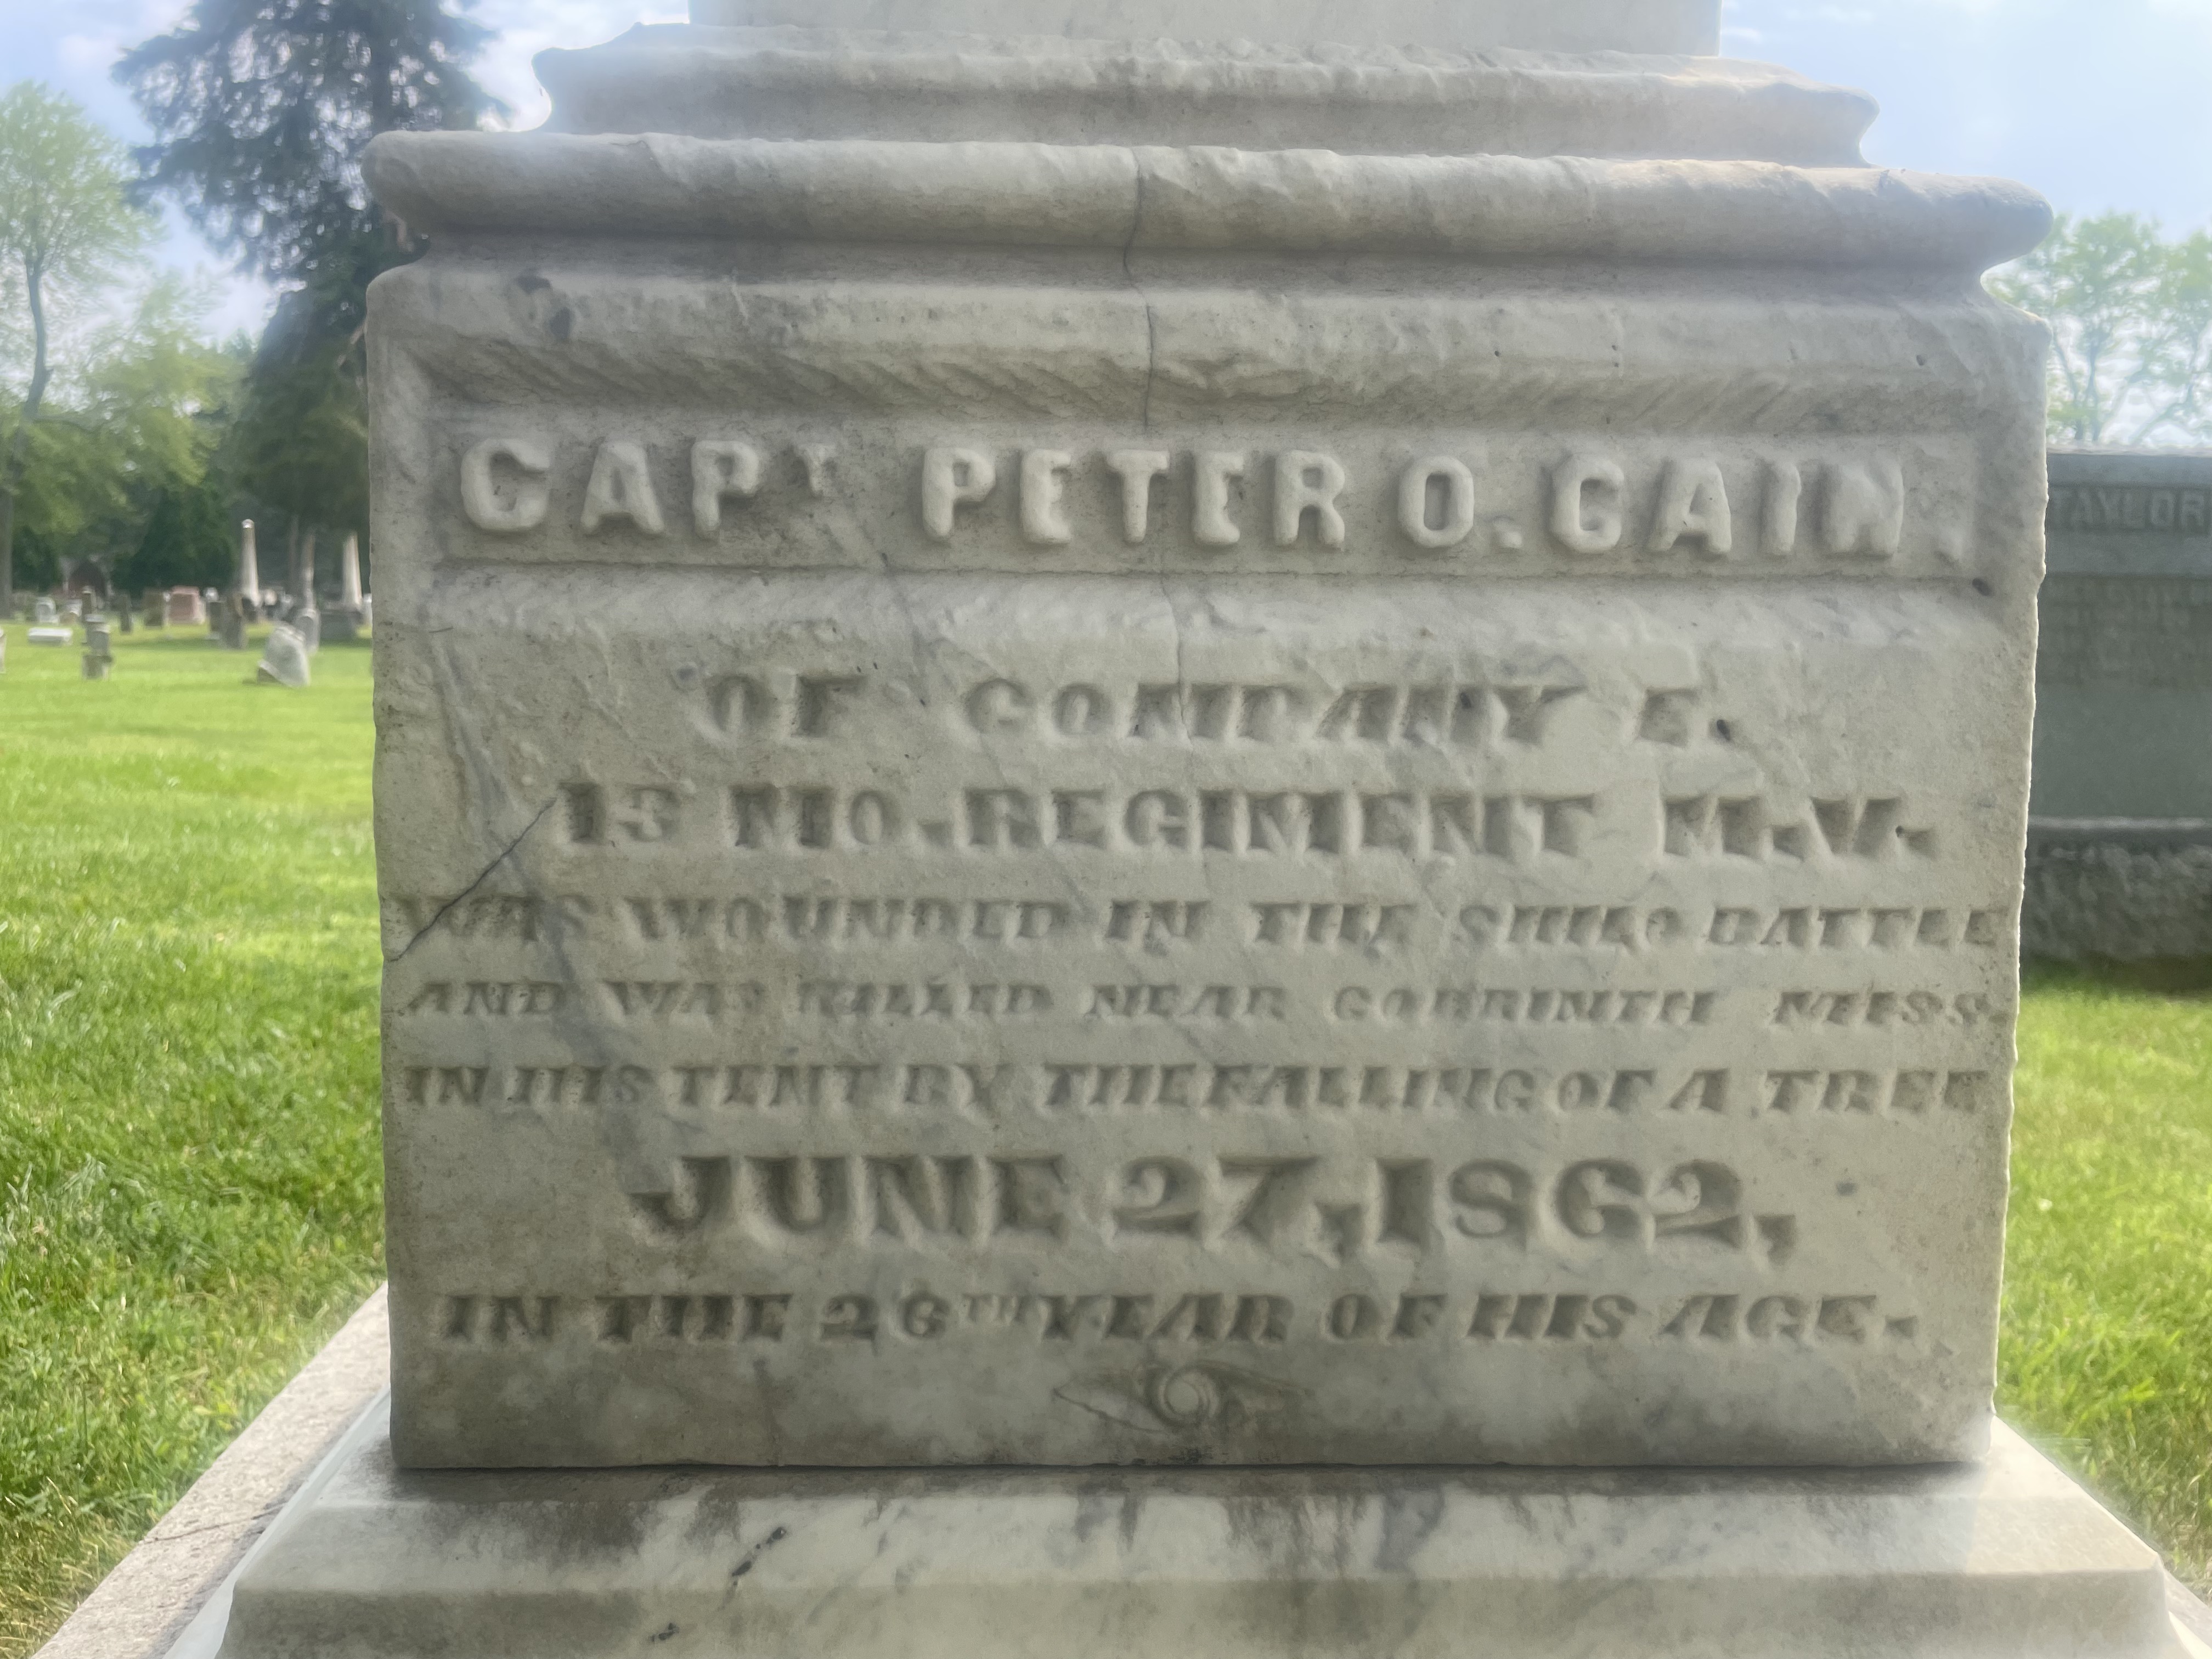 CAPT PETER O. CAIN.
OF COMPANY E.
13 MO. REGIMENT M.V.
WAS WOUNDED IN THE SHILO BATTLE
AND WAS KILLED NEAR CORRINTH MISS.
IN HIS TENT BY THE FALLING OF A TREE
JUNE 27, 1862,
IN THE 26TH YEAR OF HIS AGE.
TAYLOR